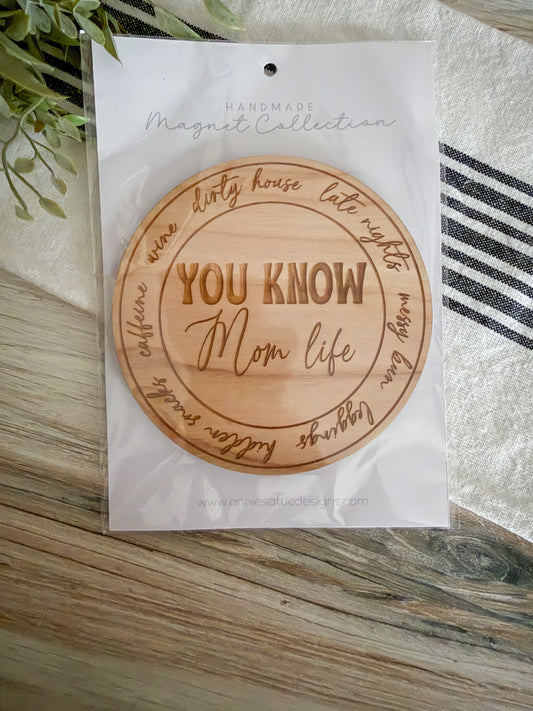 HANDMADE
Magnet Collection
dirty house
late nights
messy bun
leggings
hidden snacks
caffeine
wine
YOU KNOW
Mom life
www.anniesatticdesigns.com